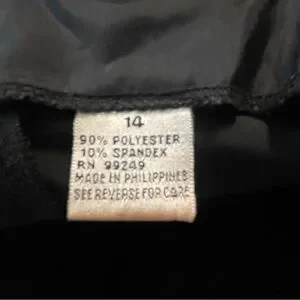 14
90% POLYESTER
10% SPANDEX
RN 99249
MADE IN PHILIPPINES
SEE REVERSE FOR CARE